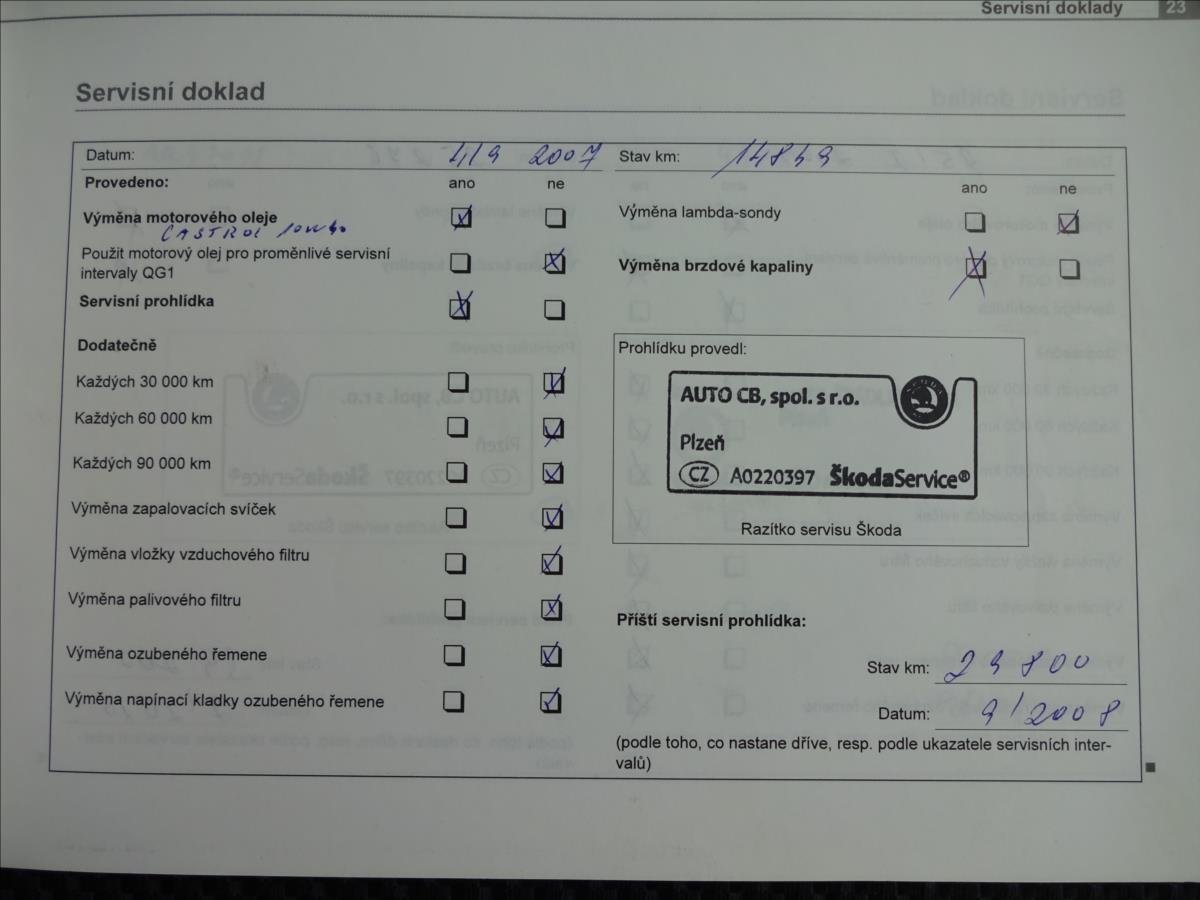 Servisní doklady 23
Servisní doklad
Datum: 4/9 2007
Provedeno: ano ne
Výměna motorového oleje
CASTROL 10W40
Použit motorový olej pro proměnlivé servisní
intervaly QG1
Servisní prohlídka
Dodatečně
Každých 30 000 km
Každých 60 000 km
Každých 90 000 km
Výměna zapalovacích svíček
Výměna vložky vzduchového filtru
Výměna palivového filtru
Výměna ozubeného řemene
Výměna napínací kladky ozubeného řemene
Stav km:
ano ne
Výměna lambda-sondy
Výměna brzdové kapaliny
Prohlídku provedl:
AUTO CB, spol. s r.o.
Plzeň
CZ A0220397 ŠkodaService®
Razítko servisu Škoda
Příští servisní prohlídka:
Stav km: 29800
Datum: 9/2008
(podle toho, co nastane dříve, resp. podle ukazatele servisních inter-
valů)